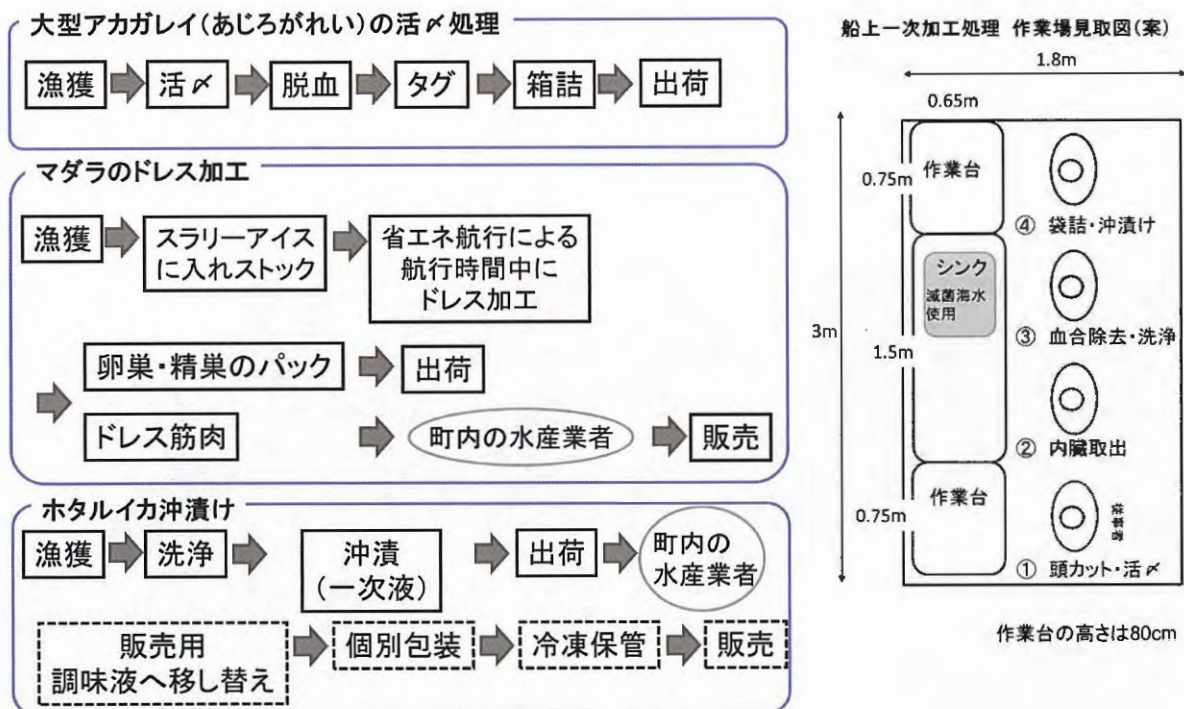 大型アカガレイ(あじろがれい)の活〆処理
漁獲
活〆
脱血
タグ
箱詰
出荷
マダラのドレス加工
漁獲
スラリーアイス
に入れストック
省エネ航行による
航行時間中に
ドレス加工
卵巣・精巣のパック
出荷
ドレス筋肉
町内の水産業者
販売
ホタルイカ沖漬け
漁獲
洗浄
沖漬
(一次液)
出荷
町内の
水産業者
販売用
調味液へ移し替え
個別包装
冷凍保管
販売
船上一次加工処理 作業場見取図(案)
1.8m
0.65m
3m
0.75m
作業台
④ 袋詰・沖漬け
シンク
滅菌海水
使用
1.5m
③ 血合除去・洗浄
② 内臓取出
0.75m
作業台
従事者
① 頭カット・活〆
作業台の高さは80cm